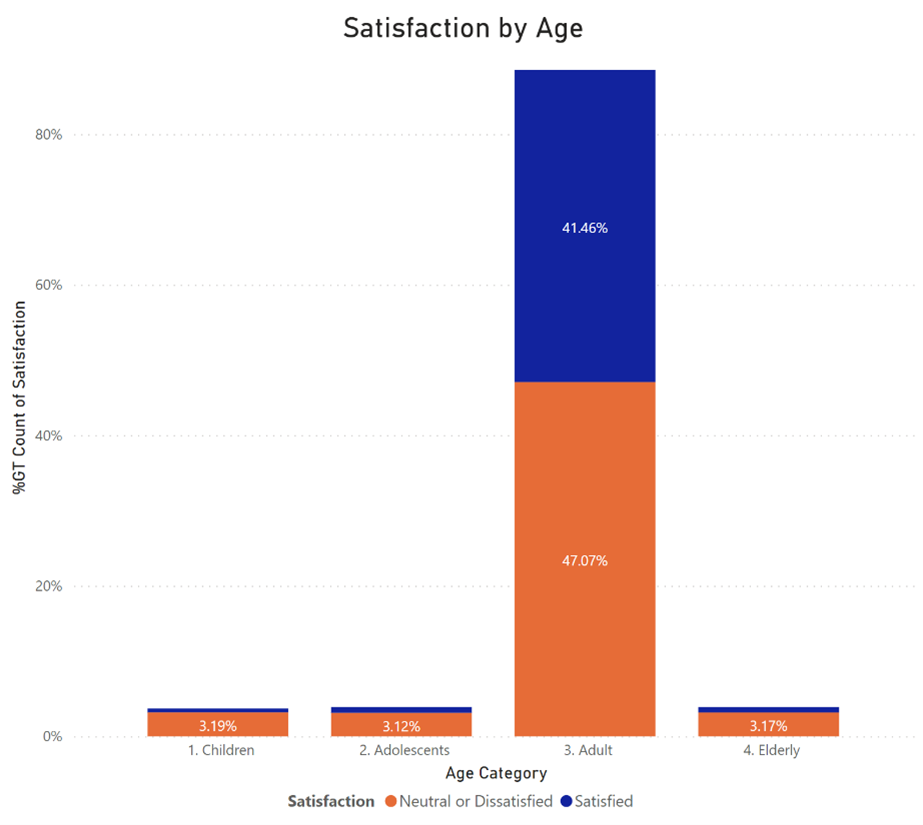 Satisfaction by Age
%GT Count of Satisfaction
80%
60%
40%
20%
0%
41.46%
47.07%
3.19%
3.12%
3.17%
1. Children
2. Adolescents
3. Adult
4. Elderly
Age Category
Satisfaction Neutral or Dissatisfied Satisfied